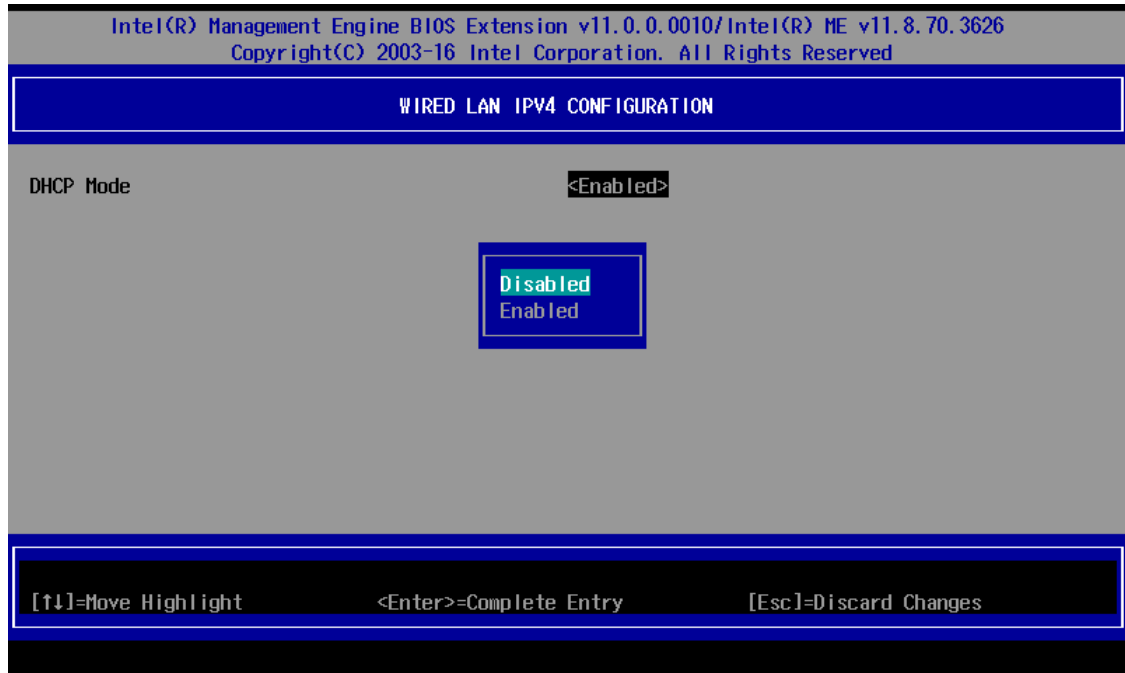 Intel(R) Management Engine BIOS Extension v11.0.0.0010/Intel(R) ME v11.8.70.3626
Copyright(C) 2003-16 Intel Corporation. All Rights Reserved
WIRED LAN IPV4 CONFIGURATION
DHCP Mode <Enabled>
Disabled
Enabled
[↑↓]=Move Highlight <Enter>=Complete Entry [Esc]=Discard Changes